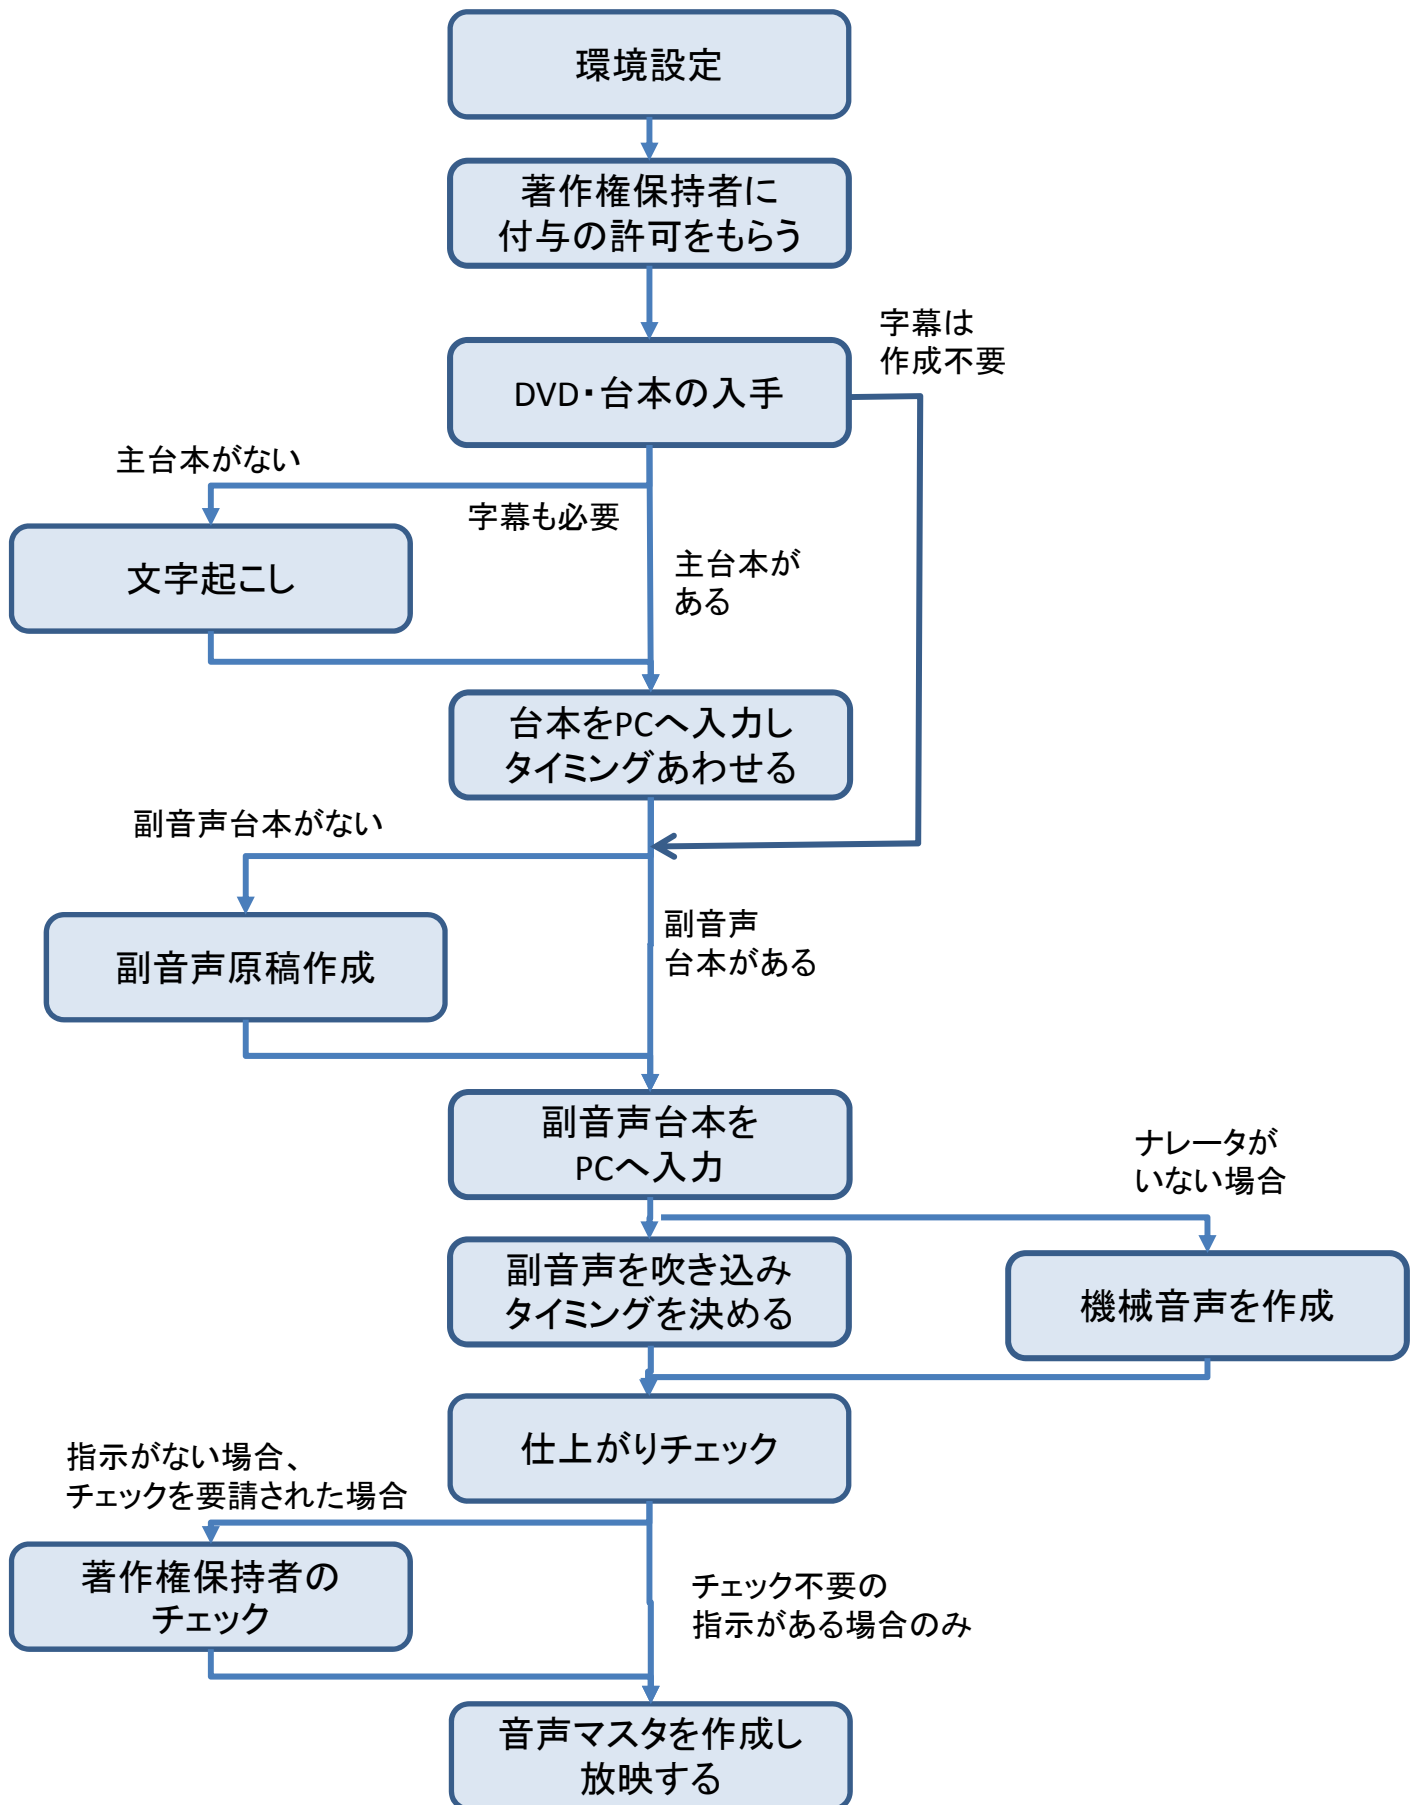 環境設定
著作権保持者に
付与の許可をもらう
字幕は
作成不要
DVD・台本の入手
主台本がない
字幕も必要
主台本が
ある
文字起こし
台本をPCへ入力し
タイミングあわせる
副音声台本がない
副音声
台本がある
副音声原稿作成
副音声台本を
PCへ入力
ナレータが
いない場合
副音声を吹き込み
タイミングを決める
機械音声を作成
仕上がりチェック
指示がない場合、
チェックを要請された場合
著作権保持者の
チェック
チェック不要の
指示がある場合のみ
音声マスタを作成し
放映する